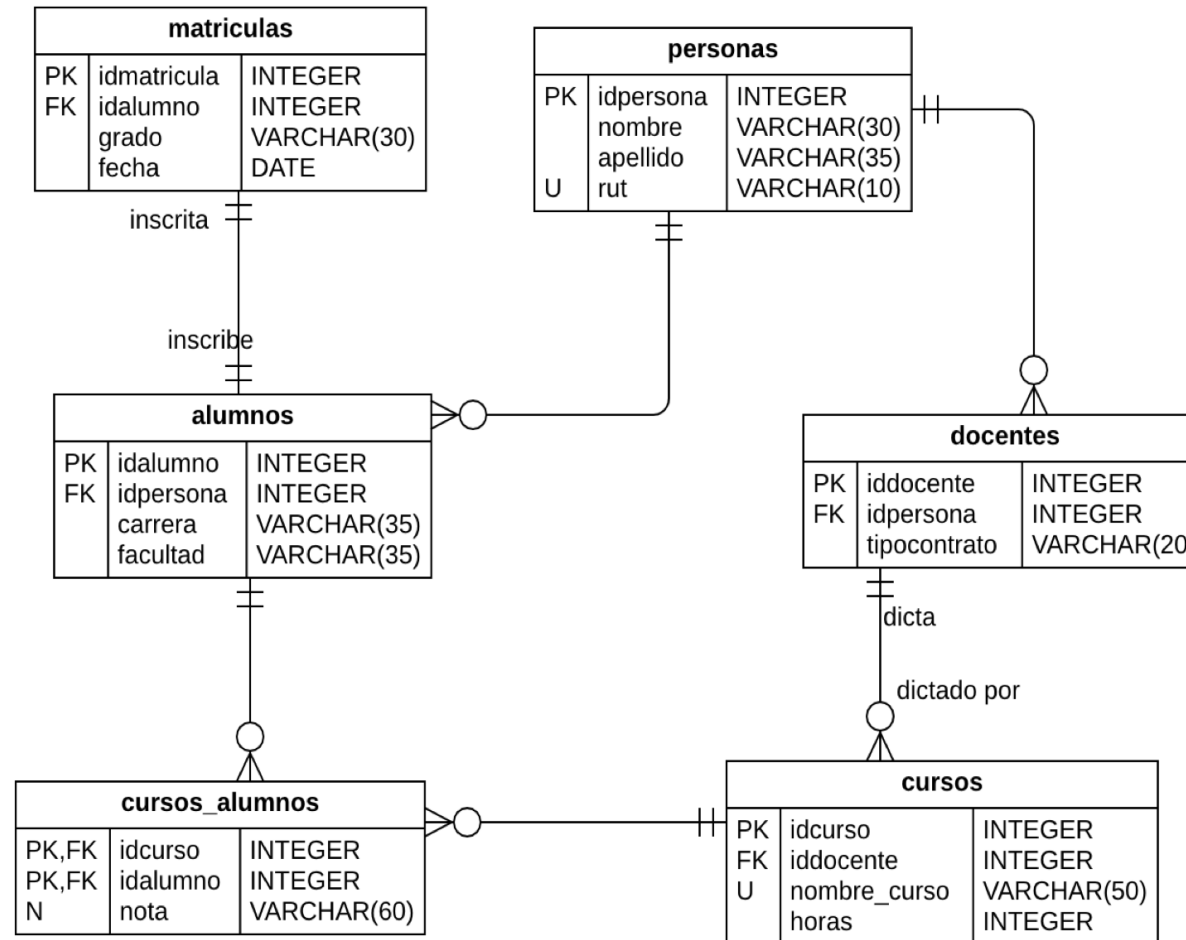 matriculas
PK idmatricula INTEGER
FK idalumno INTEGER
grado VARCHAR(30)
fecha DATE
personas
PK idpersona INTEGER
nombre VARCHAR(30)
apellido VARCHAR(35)
U rut VARCHAR(10)
inscrita
inscribe
alumnos
PK idalumno INTEGER
FK idpersona INTEGER
carrera VARCHAR(35)
facultad VARCHAR(35)
docentes
PK iddocente INTEGER
FK idpersona INTEGER
tipocontrato VARCHAR(20
dicta
dictado por
cursos_alumnos
PK,FK idcurso INTEGER
PK,FK idalumno INTEGER
N nota VARCHAR(60)
cursos
PK idcurso INTEGER
FK iddocente INTEGER
U nombre_curso VARCHAR(50)
horas INTEGER